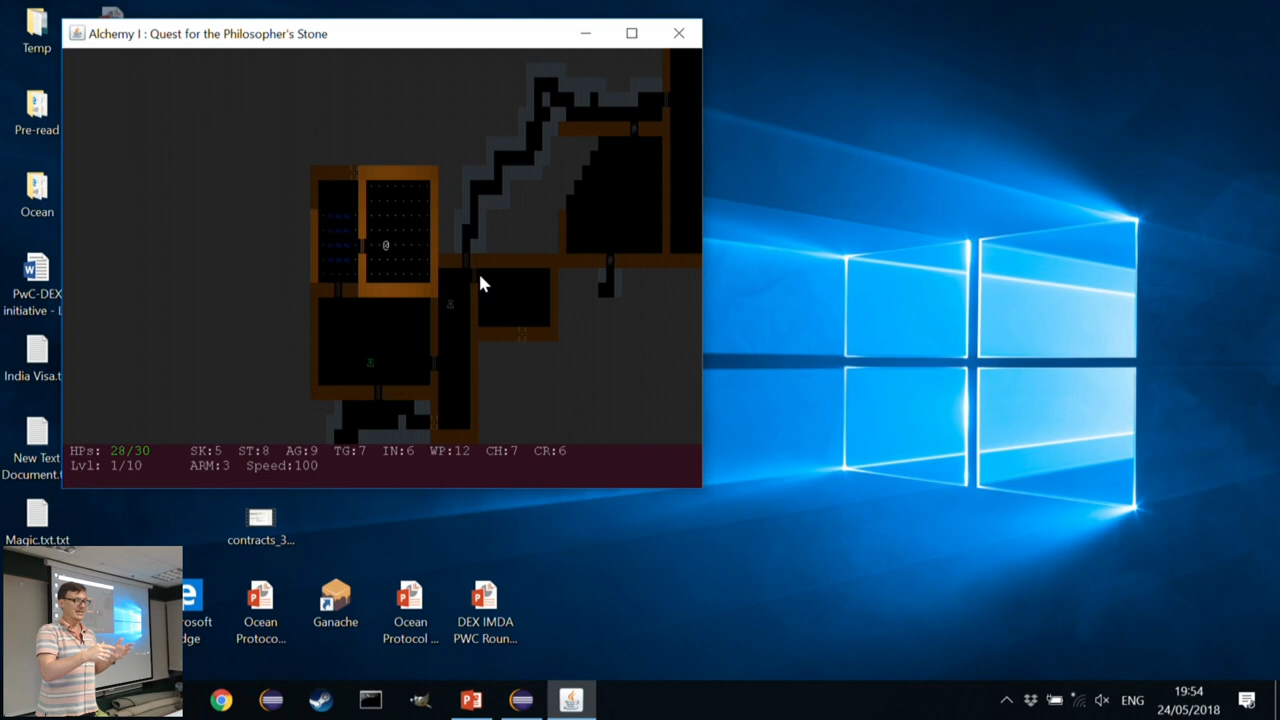 Temp
Pre-read
Ocean
PwC-DEX
initiative - L
India Visa.t
New Text
Document.t
Magic.txt.txt
Alchemy I : Quest for the Philosopher's Stone
@
HPs: 28/30 SK:5 ST:8 AG:9 TG:7 IN:6 WP:12 CH:7 CR:6
Lvl: 1/10 ARM:3 Speed:100
contracts_3...
rosoft
dge
Ocean
Protoco...
Ganache
Ocean
Protocol ...
DEX IMDA
PWC Roun...
ENG
19:54
24/05/2018